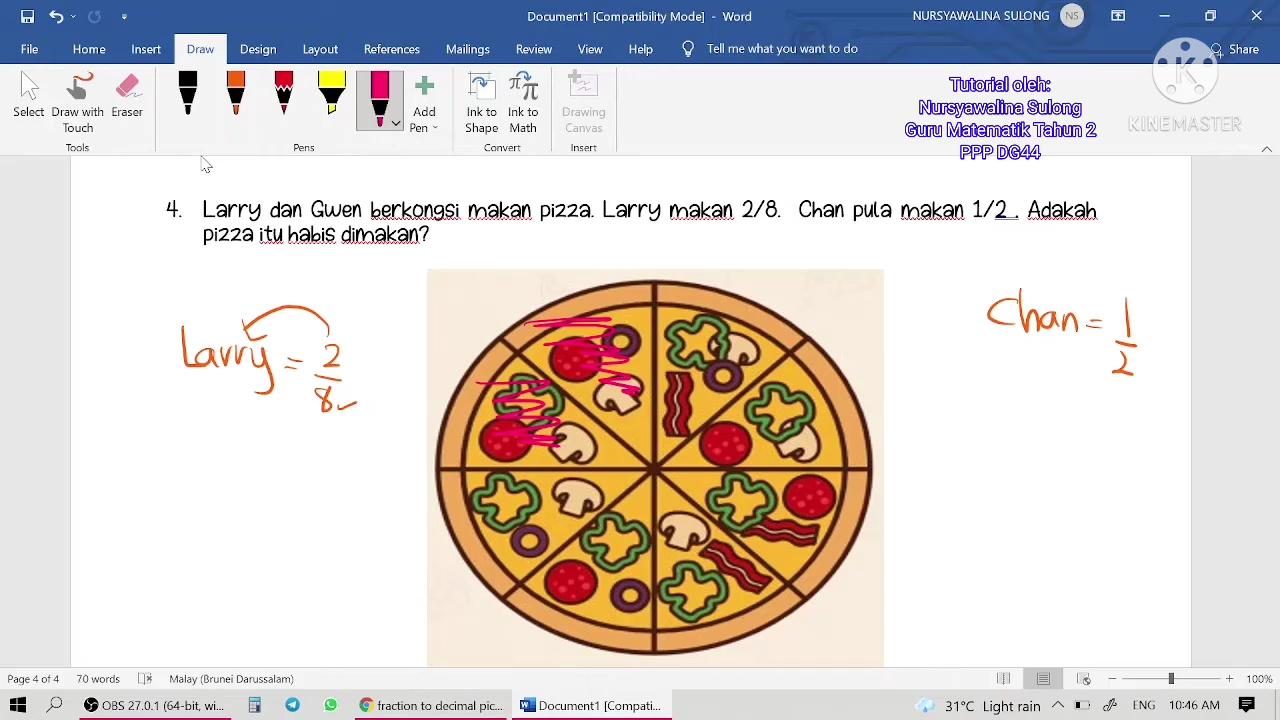 Document1 [Compatibility Mode] - Word
NURSYAWALINA SULONG
NS
File
Home
Insert
Draw
Design
Layout
References
Mailings
Review
View
Help
Tell me what you want to do
Share
Select
Draw with Touch
Erase
Add Pen
Ink to Shape
Ink to Math
Drawing Canvas
Tools
Pens
Convert
Insert
Tutorial oleh:
Nursyawalina Sulong
Guru Matematik Tahun 2
PPP DG44
K
KINEMASTER
4. Larry dan Gwen berkongsi makan pizza. Larry makan 2/8. Chan pula makan 1/2 . Adakah
pizza itu habis dimakan?
Larry = 2/8
Chan = 1/2
Page 4 of 4
70 words
Malay (Brunei Darussalam)
100%
OBS 27.0.1 (64-bit, wi...
fraction to decimal pic...
Document1 [Compati...
31°C Light rain
10:46 AM